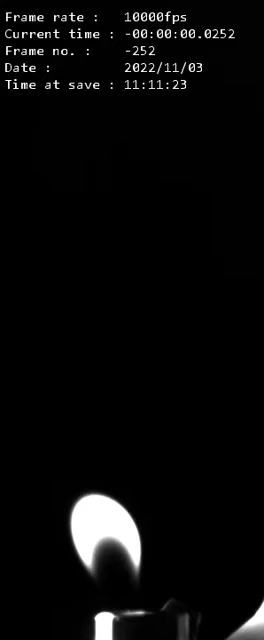 Frame rate : 10000fps
Current time : -00:00:00.0252
Frame no. : -252
Date : 2022/11/03
Time at save : 11:11:23